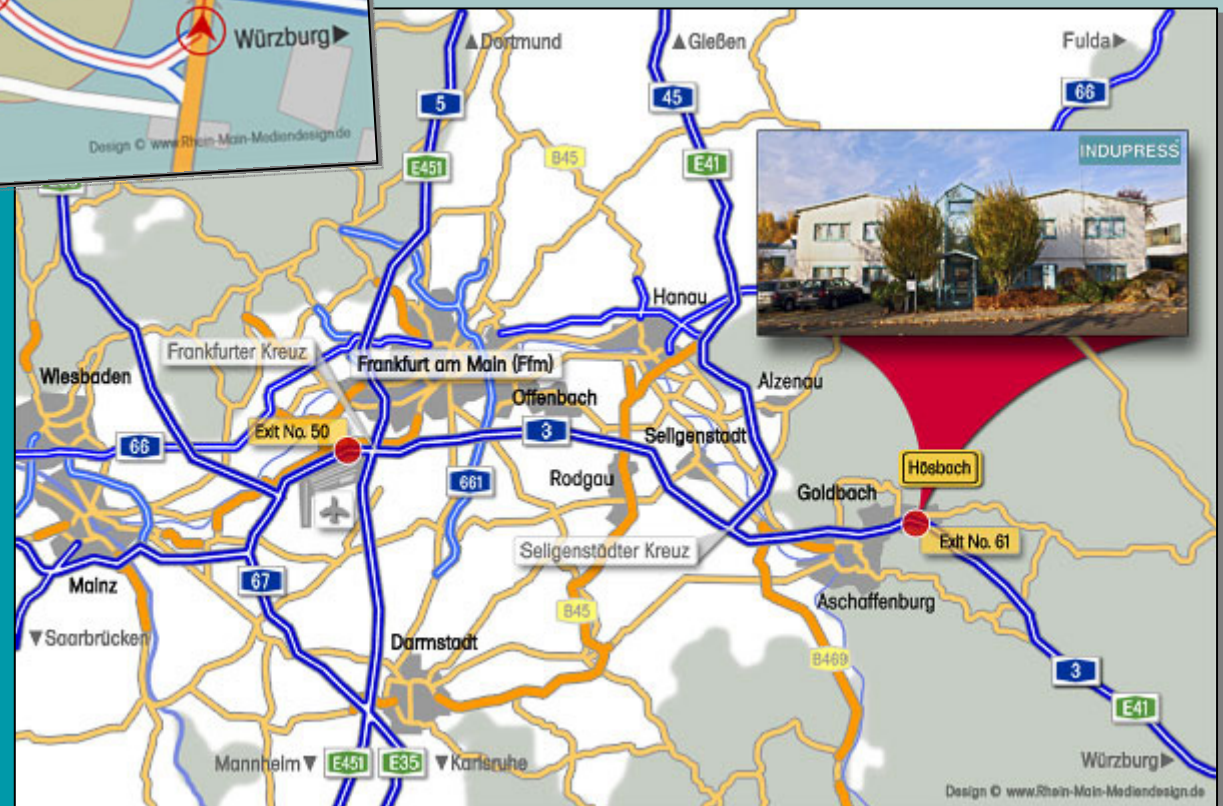 Würzburg▶
Design © www.Rhein-Main-Mediendesign.de
▲Dortmund
▲Gießen
Fulda▶
5
45
66
E451
B45
E41
INDUPRESS
Hanau
Frankfurter Kreuz
Frankfurt am Main (Ffm)
Wiesbaden
Alzenau
Offenbach
Exit No. 50
3
66
Seligenstadt
Hösbach
661
Rodgau
Goldbach
Exit No. 61
Seligenstädter Kreuz
67
Mainz
Aschaffenburg
B45
▼Saarbrücken
Darmstadt
B469
3
E41
Mannheim▼
E451
E35
▼Karlsruhe
Würzburg▶
Design © www.Rhein-Main-Mediendesign.de